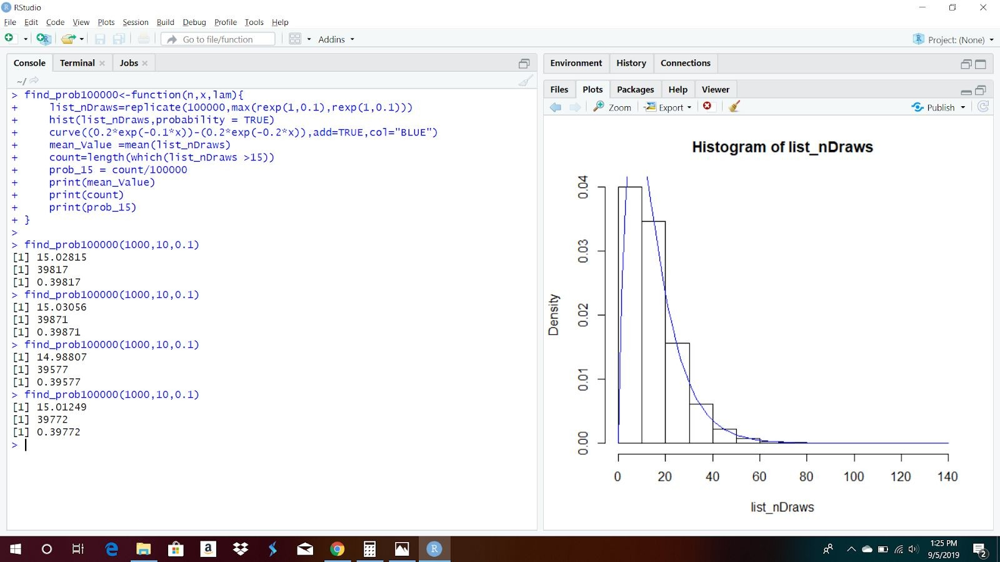 RStudio
File Edit Code View Plots Session Build Debug Profile Tools Help
Go to file/function Addins Project: (None)
Console Terminal Jobs
~/
> find_prob100000<-function(n,x,lam){
+     list_nDraws=replicate(100000,max(rexp(1,0.1),rexp(1,0.1)))
+     hist(list_nDraws,probability = TRUE)
+     curve((0.2*exp(-0.1*x))-(0.2*exp(-0.2*x)),add=TRUE,col="BLUE")
+     mean_Value =mean(list_nDraws)
+     count=length(which(list_nDraws >15))
+     prob_15 = count/100000
+     print(mean_Value)
+     print(count)
+     print(prob_15)
+ }
>
> find_prob100000(1000,10,0.1)
[1] 15.02815
[1] 39817
[1] 0.39817
> find_prob100000(1000,10,0.1)
[1] 15.03056
[1] 39871
[1] 0.39871
> find_prob100000(1000,10,0.1)
[1] 14.98807
[1] 39577
[1] 0.39577
> find_prob100000(1000,10,0.1)
[1] 15.01249
[1] 39772
[1] 0.39772
>
Environment History Connections
Files Plots Packages Help Viewer
Zoom Export Publish
Histogram of list_nDraws
Density
0.04
0.03
0.02
0.01
0.00
0 20 40 60 80 100 120 140
list_nDraws
1:25 PM
9/5/2019
2